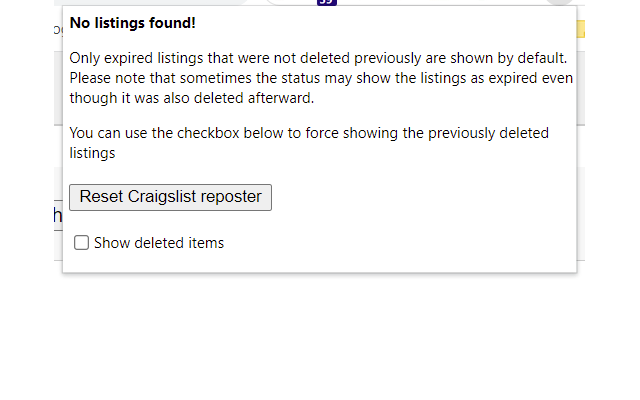 No listings found!
Only expired listings that were not deleted previously are shown by default.
Please note that sometimes the status may show the listings as expired even
though it was also deleted afterward.
You can use the checkbox below to force showing the previously deleted
listings
Reset Craigslist reposter
Show deleted items